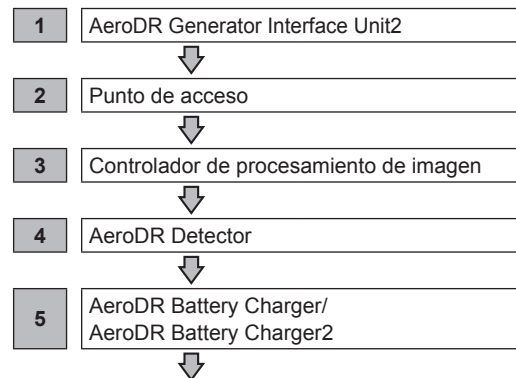 1 AeroDR Generator Interface Unit2
2 Punto de acceso
3 Controlador de procesamiento de imagen
4 AeroDR Detector
5 AeroDR Battery Charger/
AeroDR Battery Charger2